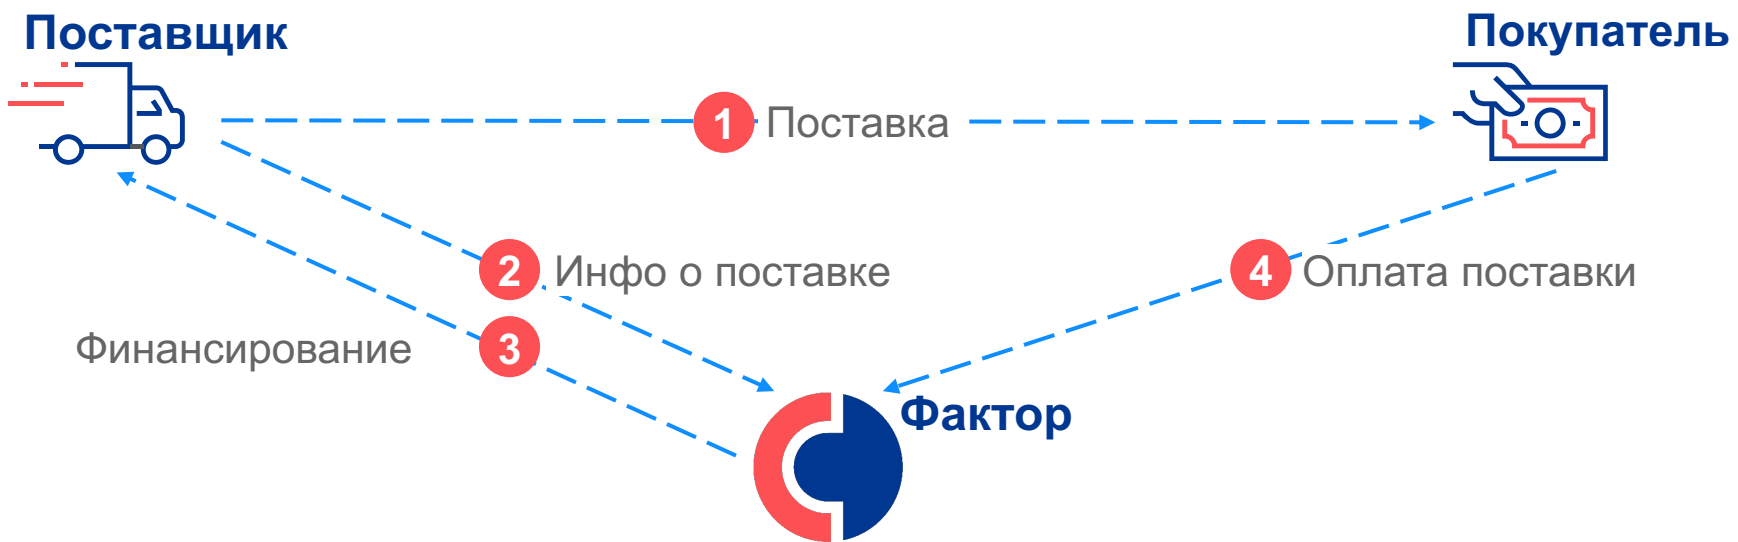 Поставщик
Покупатель
1 Поставка
2 Инфо о поставке
4 Оплата поставки
Финансирование 3
Фактор